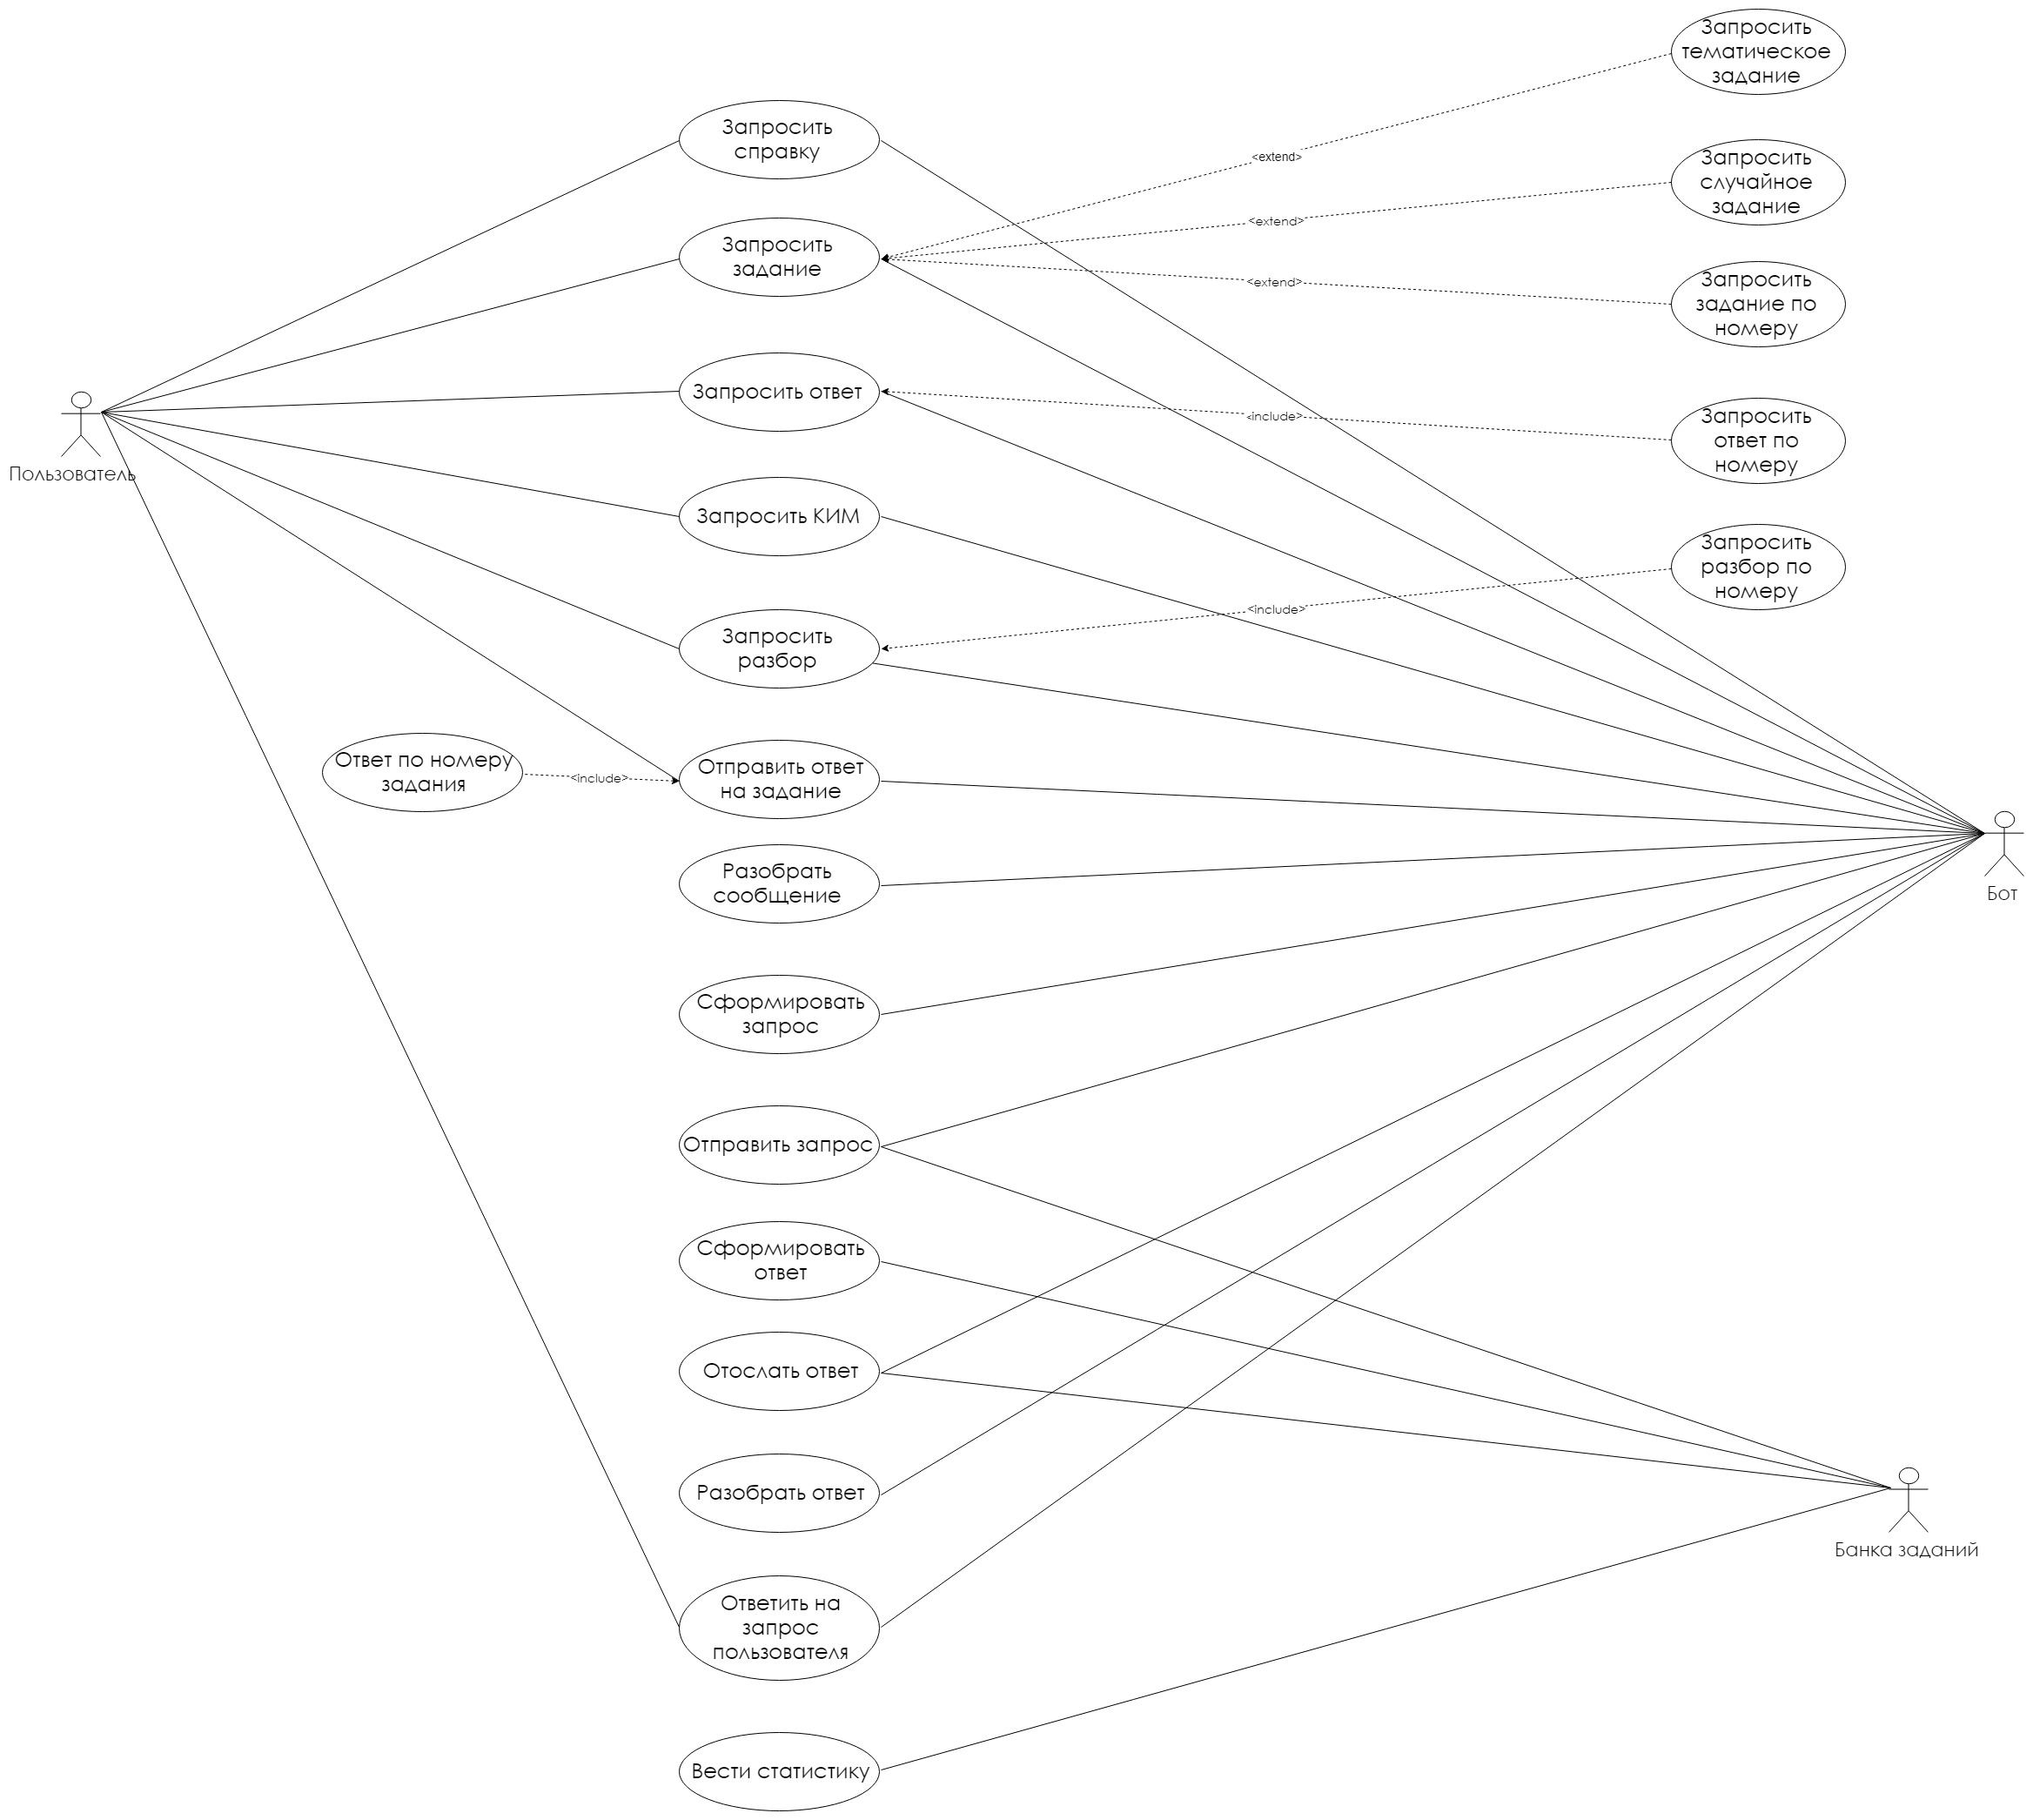 Запросить
тематическое
задание
Запросить
справку
<extend>
Запросить
случайное
задание
<extend>
Запросить
задание
<extend>
Запросить
задание по
номеру
Запросить ответ
<include>
Запросить
ответ по
номеру
Пользователь
Запросить КИМ
Запросить
разбор по
номеру
<include>
Запросить
разбор
Ответ по номеру
задания
<include>
Отправить ответ
на задание
Разобрать
сообщение
Бот
Сформировать
запрос
Отправить запрос
Сформировать
ответ
Отослать ответ
Разобрать ответ
Банка заданий
Ответить на
запрос
пользователя
Вести статистику